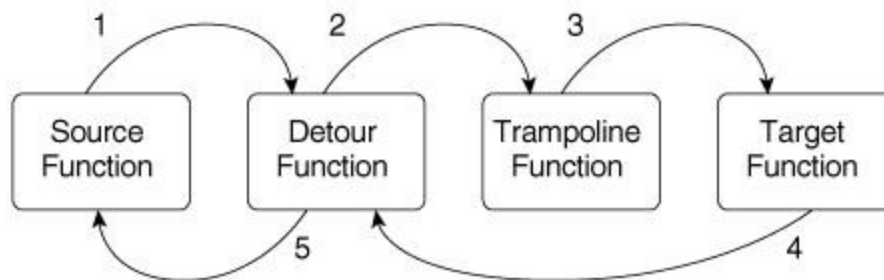 1
2
3
Source
Function
Detour
Function
Trampoline
Function
Target
Function
5
4